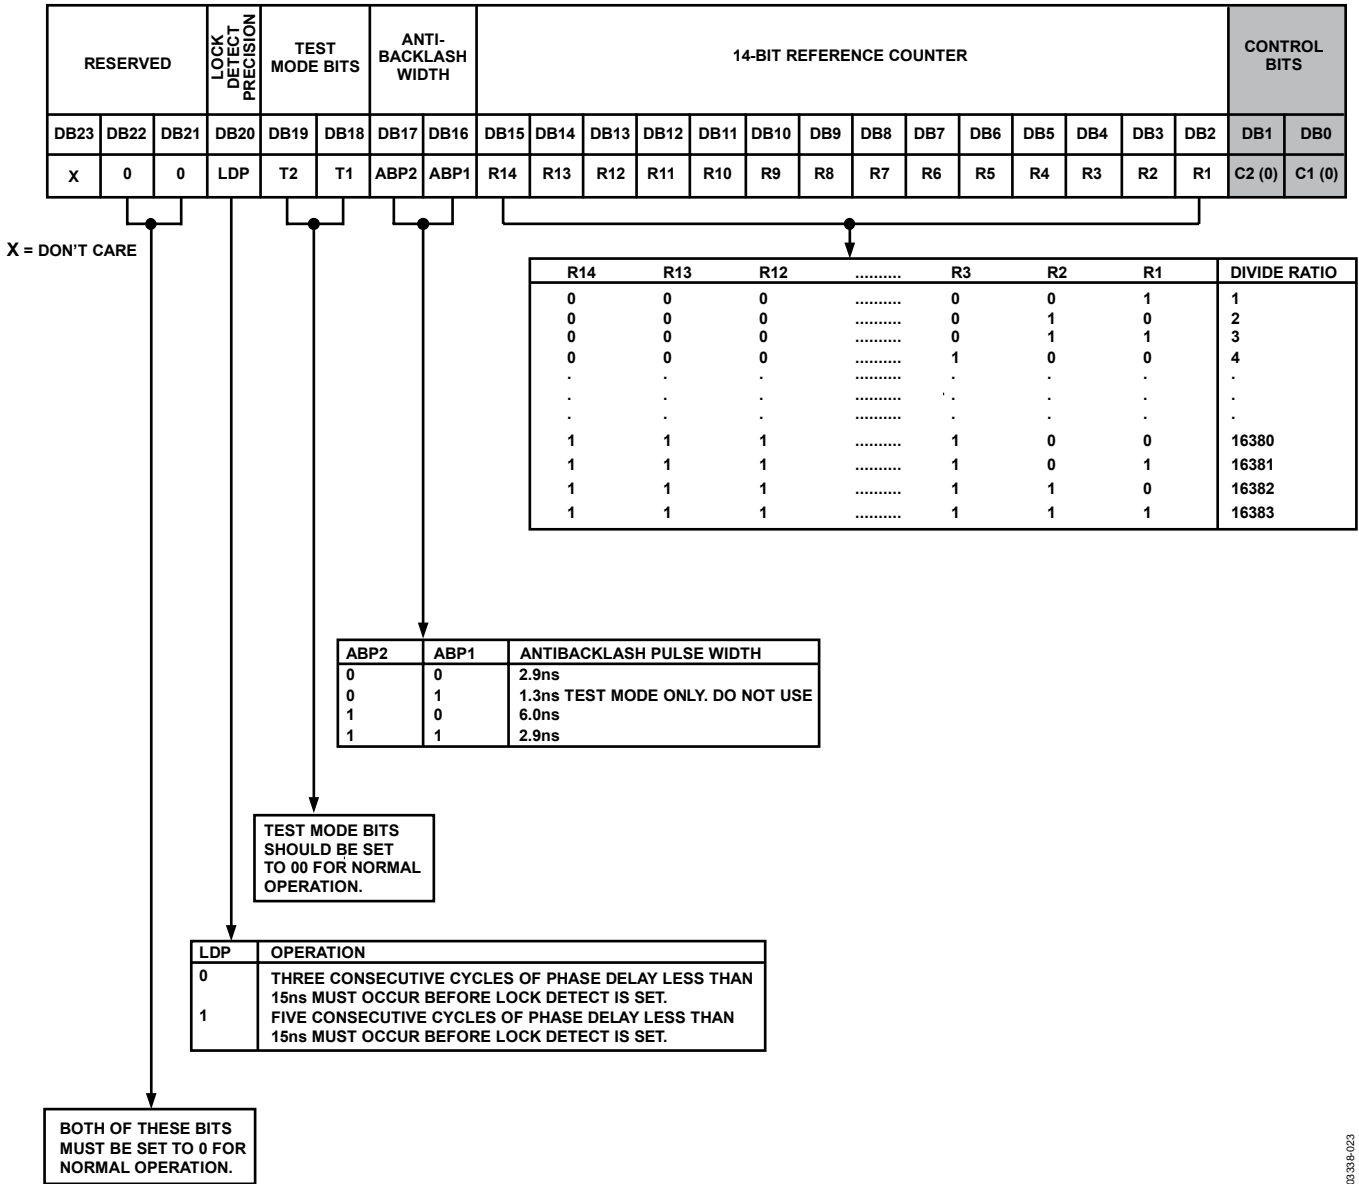 RESERVED
LOCK
DETECT
PRECISION
TEST
MODE BITS
ANTI-
BACKLASH
WIDTH
14-BIT REFERENCE COUNTER
CONTROL
BITS
DB23 DB22 DB21 DB20 DB19 DB18 DB17 DB16 DB15 DB14 DB13 DB12 DB11 DB10 DB9 DB8 DB7 DB6 DB5 DB4 DB3 DB2 DB1 DB0
X 0 0 LDP T2 T1 ABP2 ABP1 R14 R13 R12 R11 R10 R9 R8 R7 R6 R5 R4 R3 R2 R1 C2 (0) C1 (0)
X = DON'T CARE
R14 R13 R12 .......... R3 R2 R1 DIVIDE RATIO
0 0 0 .......... 0 0 1 1
0 0 0 .......... 0 1 0 2
0 0 0 .......... 0 1 1 3
0 0 0 .......... 1 0 0 4
. . . .......... . . . .
. . . .......... . . . .
. . . .......... . . . .
1 1 1 .......... 1 0 0 16380
1 1 1 .......... 1 0 1 16381
1 1 1 .......... 1 1 0 16382
1 1 1 .......... 1 1 1 16383
ABP2 ABP1 ANTIBACKLASH PULSE WIDTH
0 0 2.9ns
0 1 1.3ns TEST MODE ONLY. DO NOT USE
1 0 6.0ns
1 1 2.9ns
TEST MODE BITS
SHOULD BE SET
TO 00 FOR NORMAL
OPERATION.
LDP OPERATION
0 THREE CONSECUTIVE CYCLES OF PHASE DELAY LESS THAN
15ns MUST OCCUR BEFORE LOCK DETECT IS SET.
1 FIVE CONSECUTIVE CYCLES OF PHASE DELAY LESS THAN
15ns MUST OCCUR BEFORE LOCK DETECT IS SET.
BOTH OF THESE BITS
MUST BE SET TO 0 FOR
NORMAL OPERATION.
03338-023